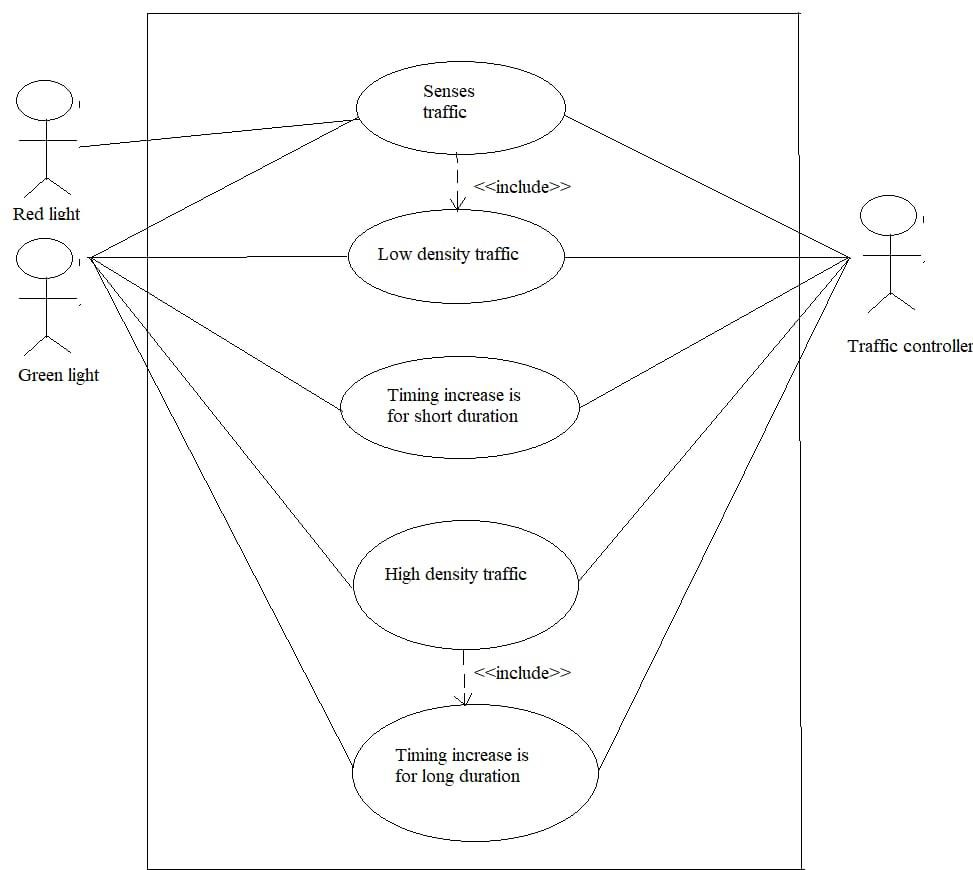 Senses
traffic
<<include>>
Red light
Low density traffic
Traffic controller
Green light
Timing increase is
for short duration
High density traffic
<<include>>
Timing increase is
for long duration